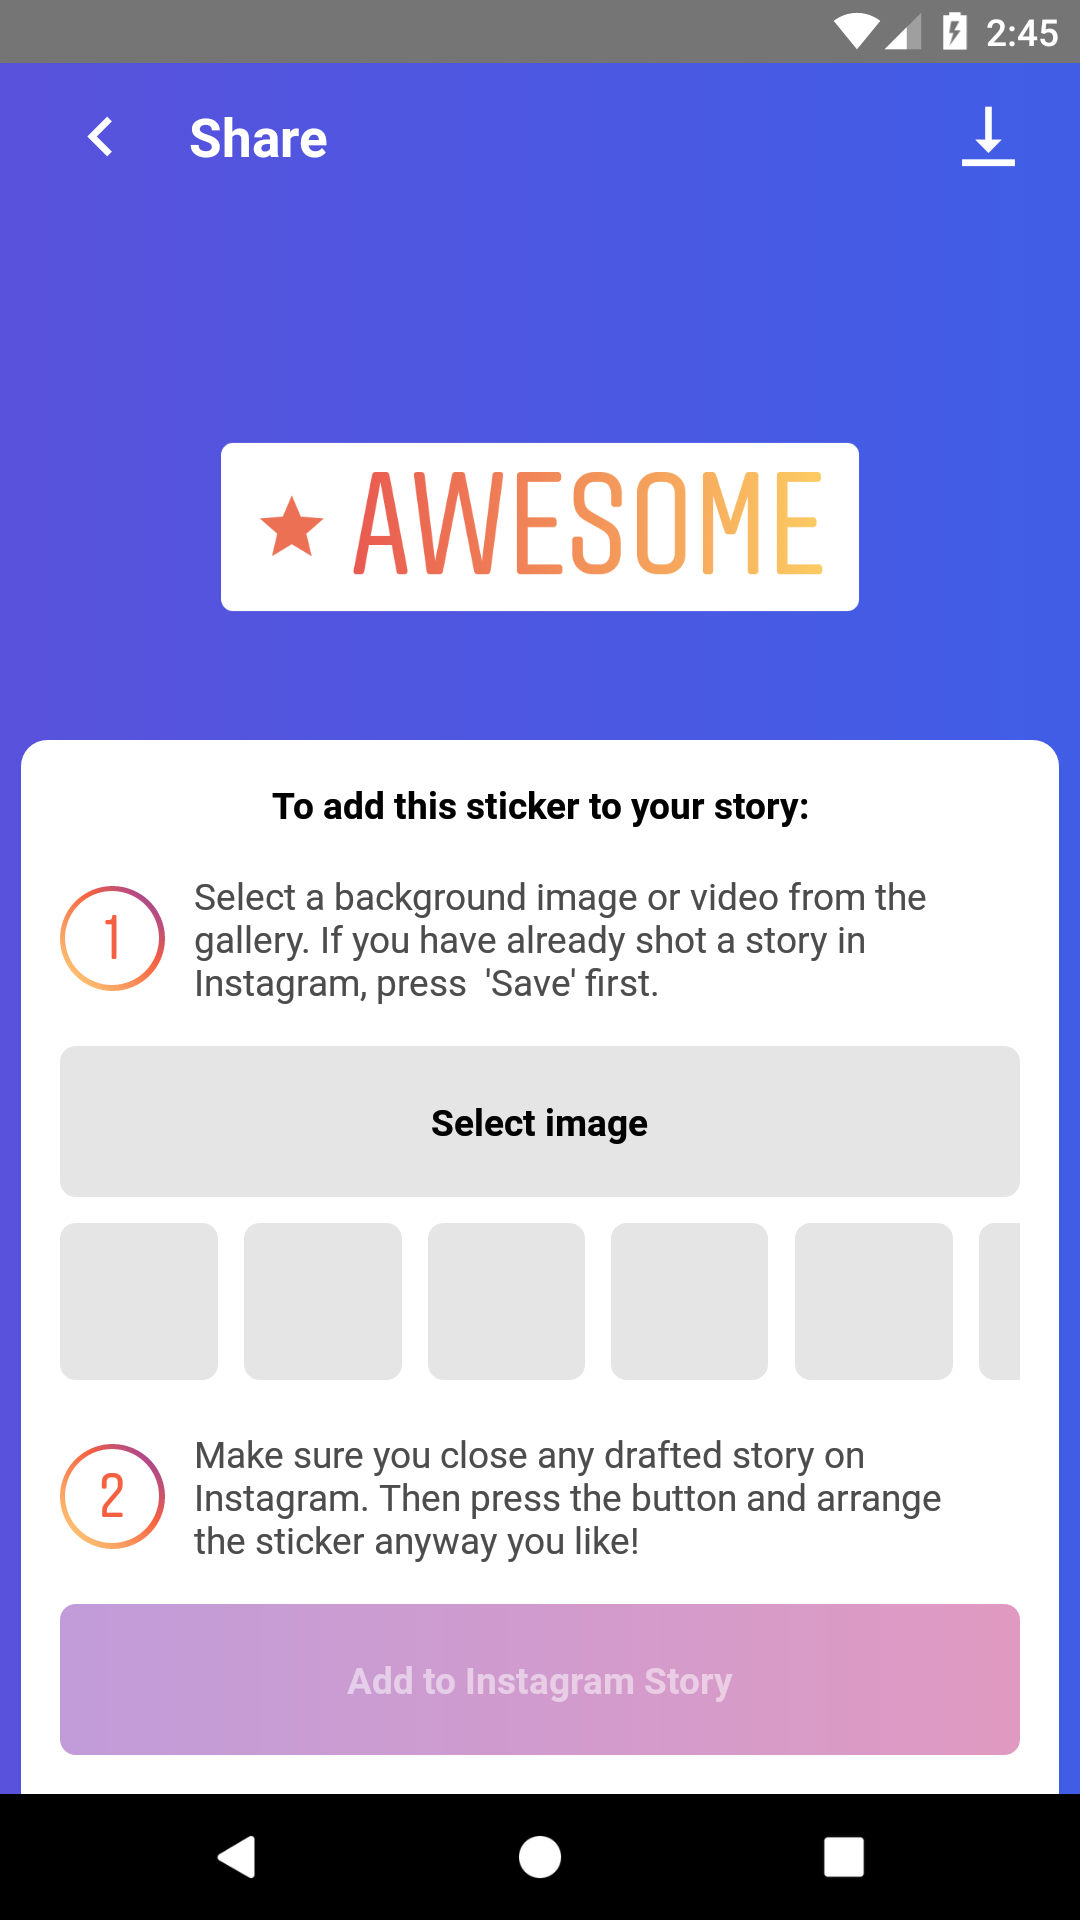 2:45
Share
AWESOME
To add this sticker to your story:
1
Select a background image or video from the
gallery. If you have already shot a story in
Instagram, press  'Save' first.
Select image
2
Make sure you close any drafted story on
Instagram. Then press the button and arrange
the sticker anyway you like!
Add to Instagram Story